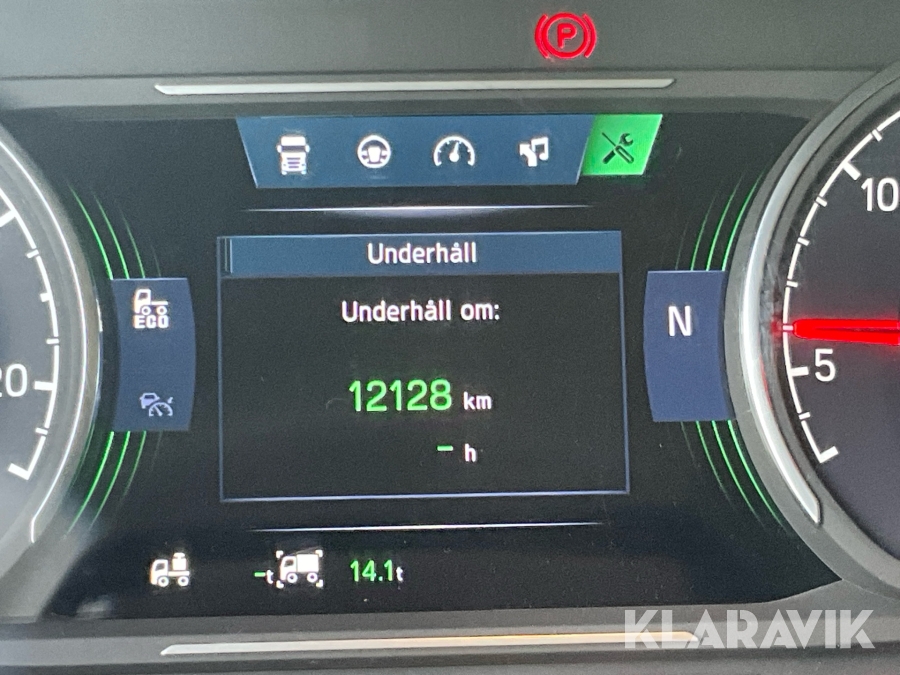 P
Underhåll
Underhåll om:
12128 km
- h
ECO
N
20
10
5
-t
14.1t
KLARAVIK